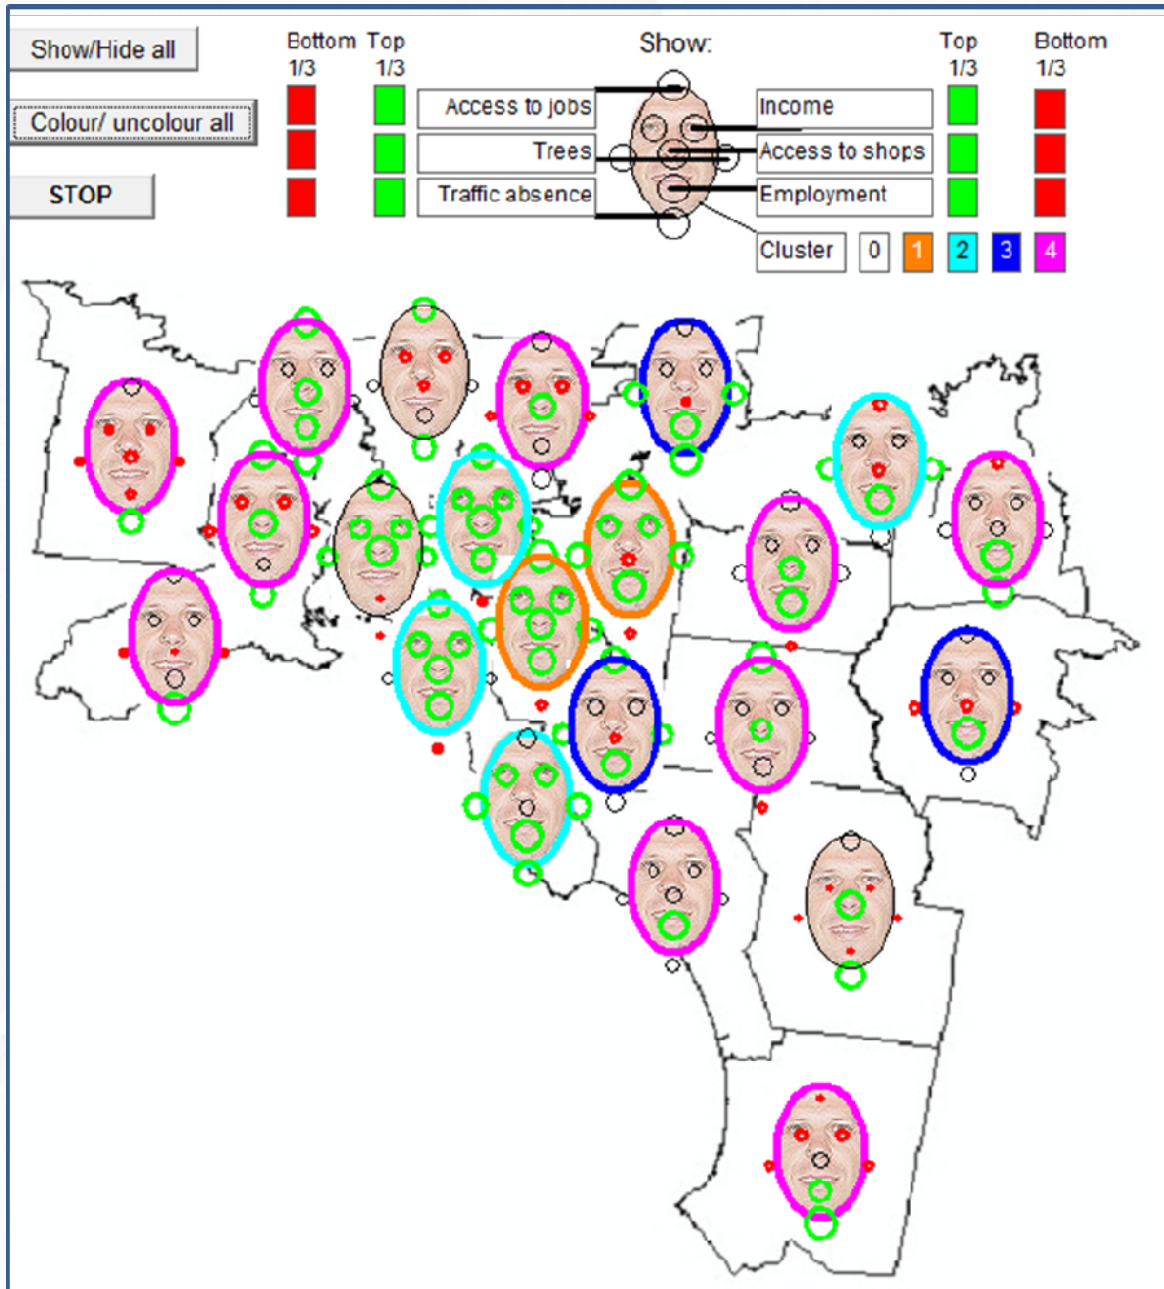 Show/Hide all
Bottom 1/3
Top 1/3
Show:
Top 1/3
Bottom 1/3
Colour/ uncolour all
Access to jobs
Income
Trees
Access to shops
STOP
Traffic absence
Employment
Cluster 0 1 2 3 4